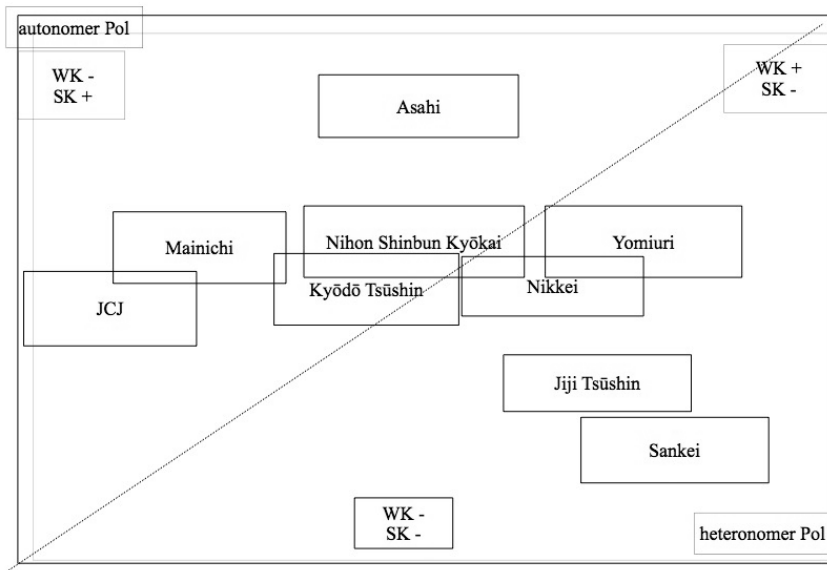 autonomer Pol
WK -
SK +
WK +
SK -
Asahi
Mainichi
Nihon Shinbun Kyōkai
Yomiuri
JCJ
Kyōdō Tsūshin
Nikkei
Jiji Tsūshin
Sankei
WK -
SK -
heteronomer Pol